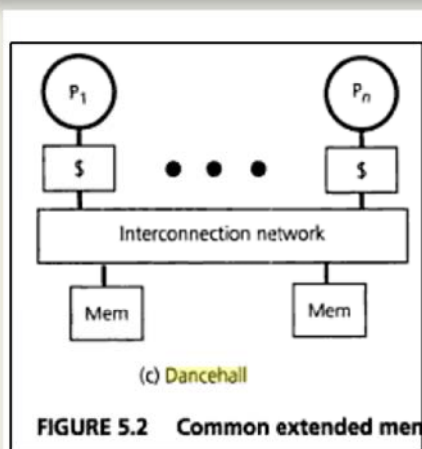 P1 Pn
$ $
Interconnection network
Mem Mem
(c) Dancehall
FIGURE 5.2 Common extended mem